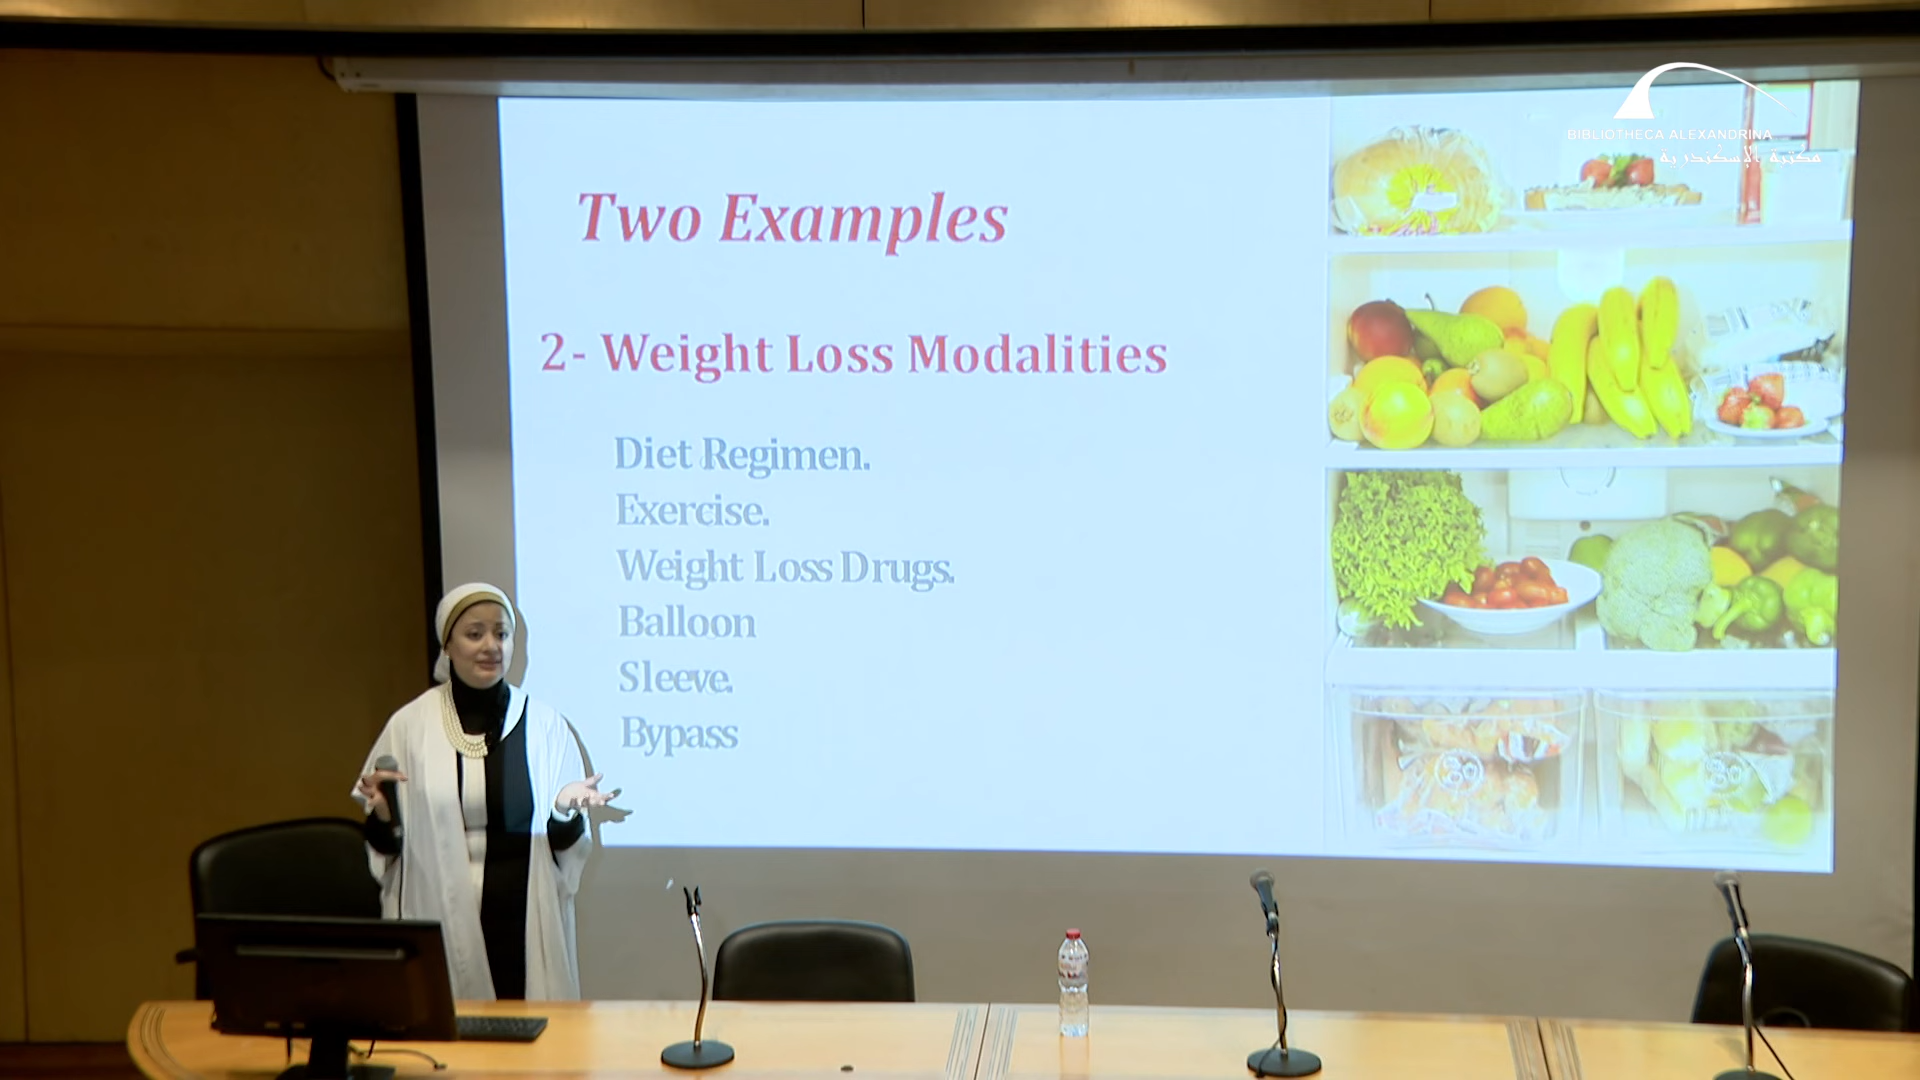 BIBLIOTHECA ALEXANDRINA
مكتبة الإسكندرية
Two Examples
2- Weight Loss Modalities
Diet Regimen.
Exercise.
Weight Loss Drugs.
Balloon
Sleeve.
Bypass